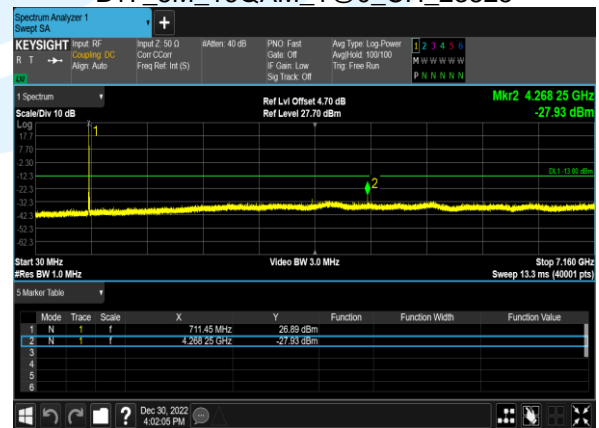 Spectrum Analyzer 1
Swept SA
KEYSIGHT
R T
Input: RF
Coupling: DC
Align: Auto
Input Z: 50 Ω
Corr CCorr
Freq Ref: Int (S)
#Atten: 40 dB
PNO: Fast
Gate: Off
IF Gain: Low
Sig Track: Off
Avg Type: Log-Power
Avg|Hold: 100/100
Trig: Free Run
1 2 3 4 5 6
M W W W W W
P N N N N N
1 Spectrum
Scale/Div 10 dB
Ref Lvl Offset 4.70 dB
Ref Level 27.70 dBm
Mkr2 4.268 25 GHz
-27.93 dBm
Log
17.7
7.70
-2.30
-12.3
-22.3
-32.3
-42.3
-52.3
-62.3
1
2
DL1 -13.00 dBm
Start 30 MHz
#Res BW 1.0 MHz
Video BW 3.0 MHz
Stop 7.160 GHz
Sweep 13.3 ms (40001 pts)
5 Marker Table
Mode Trace Scale X Y Function Function Width Function Value
1 N 1 f 711.45 MHz 26.89 dBm
2 N 1 f 4.268 25 GHz -27.93 dBm
3
4
5
6
?
Dec 30, 2022
4:02:05 PM